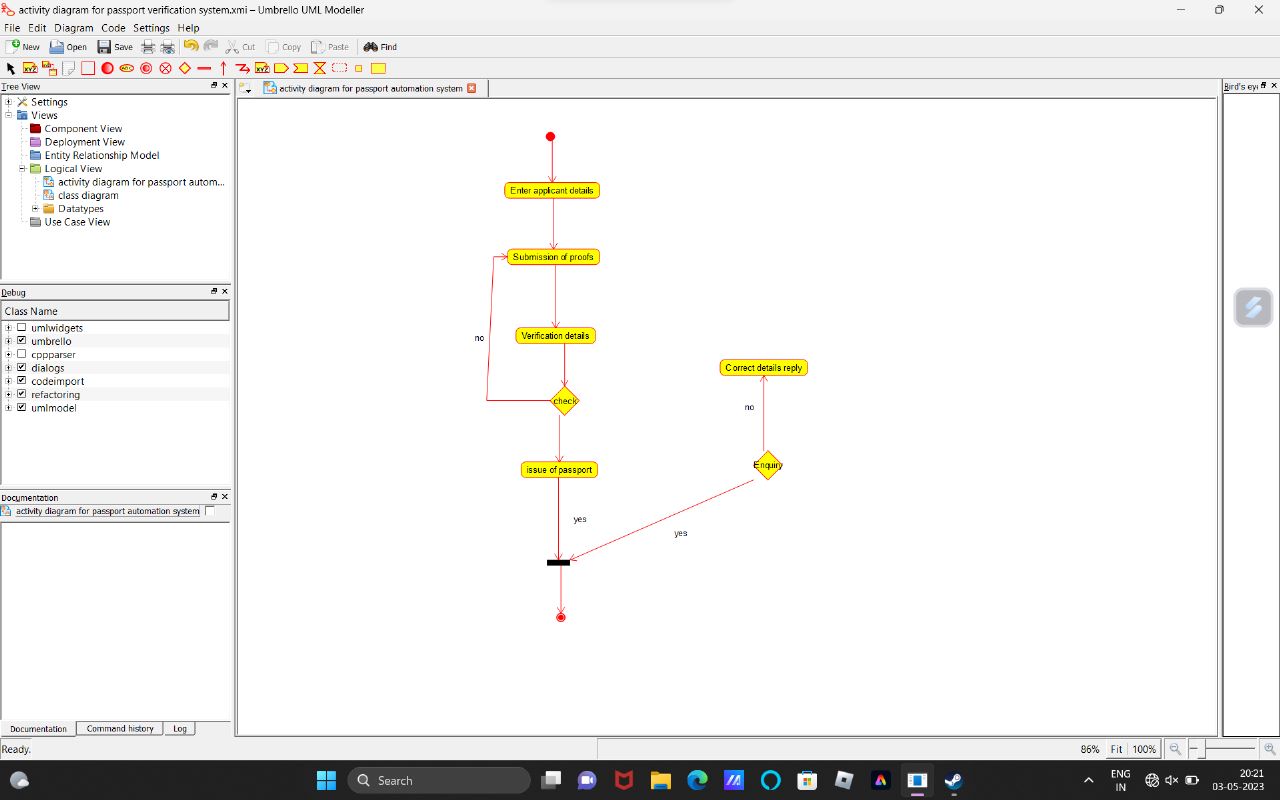 activity diagram for passport verification system.xmi – Umbrello UML Modeller
File Edit Diagram Code Settings Help
New Open Save Cut Copy Paste Find
Tree View
Settings
Views
Component View
Deployment View
Entity Relationship Model
Logical View
activity diagram for passport autom...
class diagram
Datatypes
Use Case View
Debug
Class Name
umlwidgets
umbrello
cppparser
dialogs
codeimport
refactoring
umlmodel
Documentation
activity diagram for passport automation system
Documentation Command history Log
Ready.
activity diagram for passport automation system
Enter applicant details
Submission of proofs
no
Verification details
check
issue of passport
yes
Correct details reply
no
Enquiry
yes
Bird's eye
86% Fit 100%
Search
ENG
IN
20:21
03-05-2023